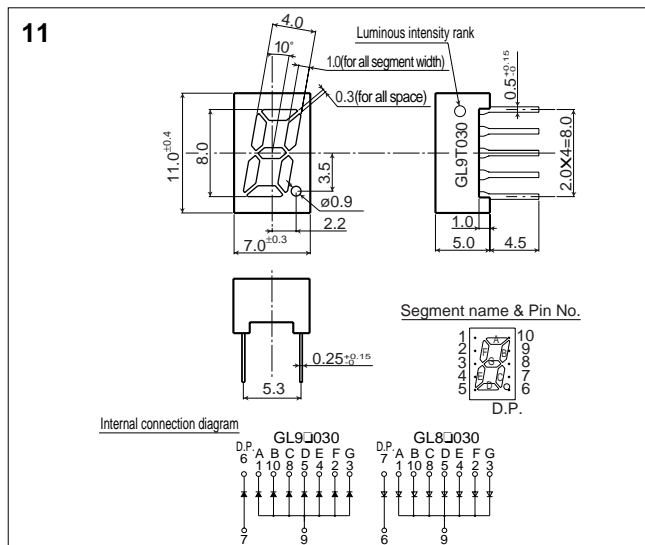 11
4.0
10°
1.0(for all segment width)
0.3(for all space)
Luminous intensity rank
11.0±0.4
8.0
3.5
ø0.9
2.2
7.0±0.3
GL9T030
0.5+0.15 -0
2.0×4=8.0
1.0
5.0
4.5
0.25+0.15 -0
5.3
Segment name & Pin No.
1 A 10
2 F B 9
3 G 8
4 E C 7
5 D 6
D.P.
Internal connection diagram
GL9□030
D.P. A B C D E F G
6 1 10 8 5 4 2 3
7 9
GL8□030
D.P. A B C D E F G
7 1 10 8 5 4 2 3
6 9